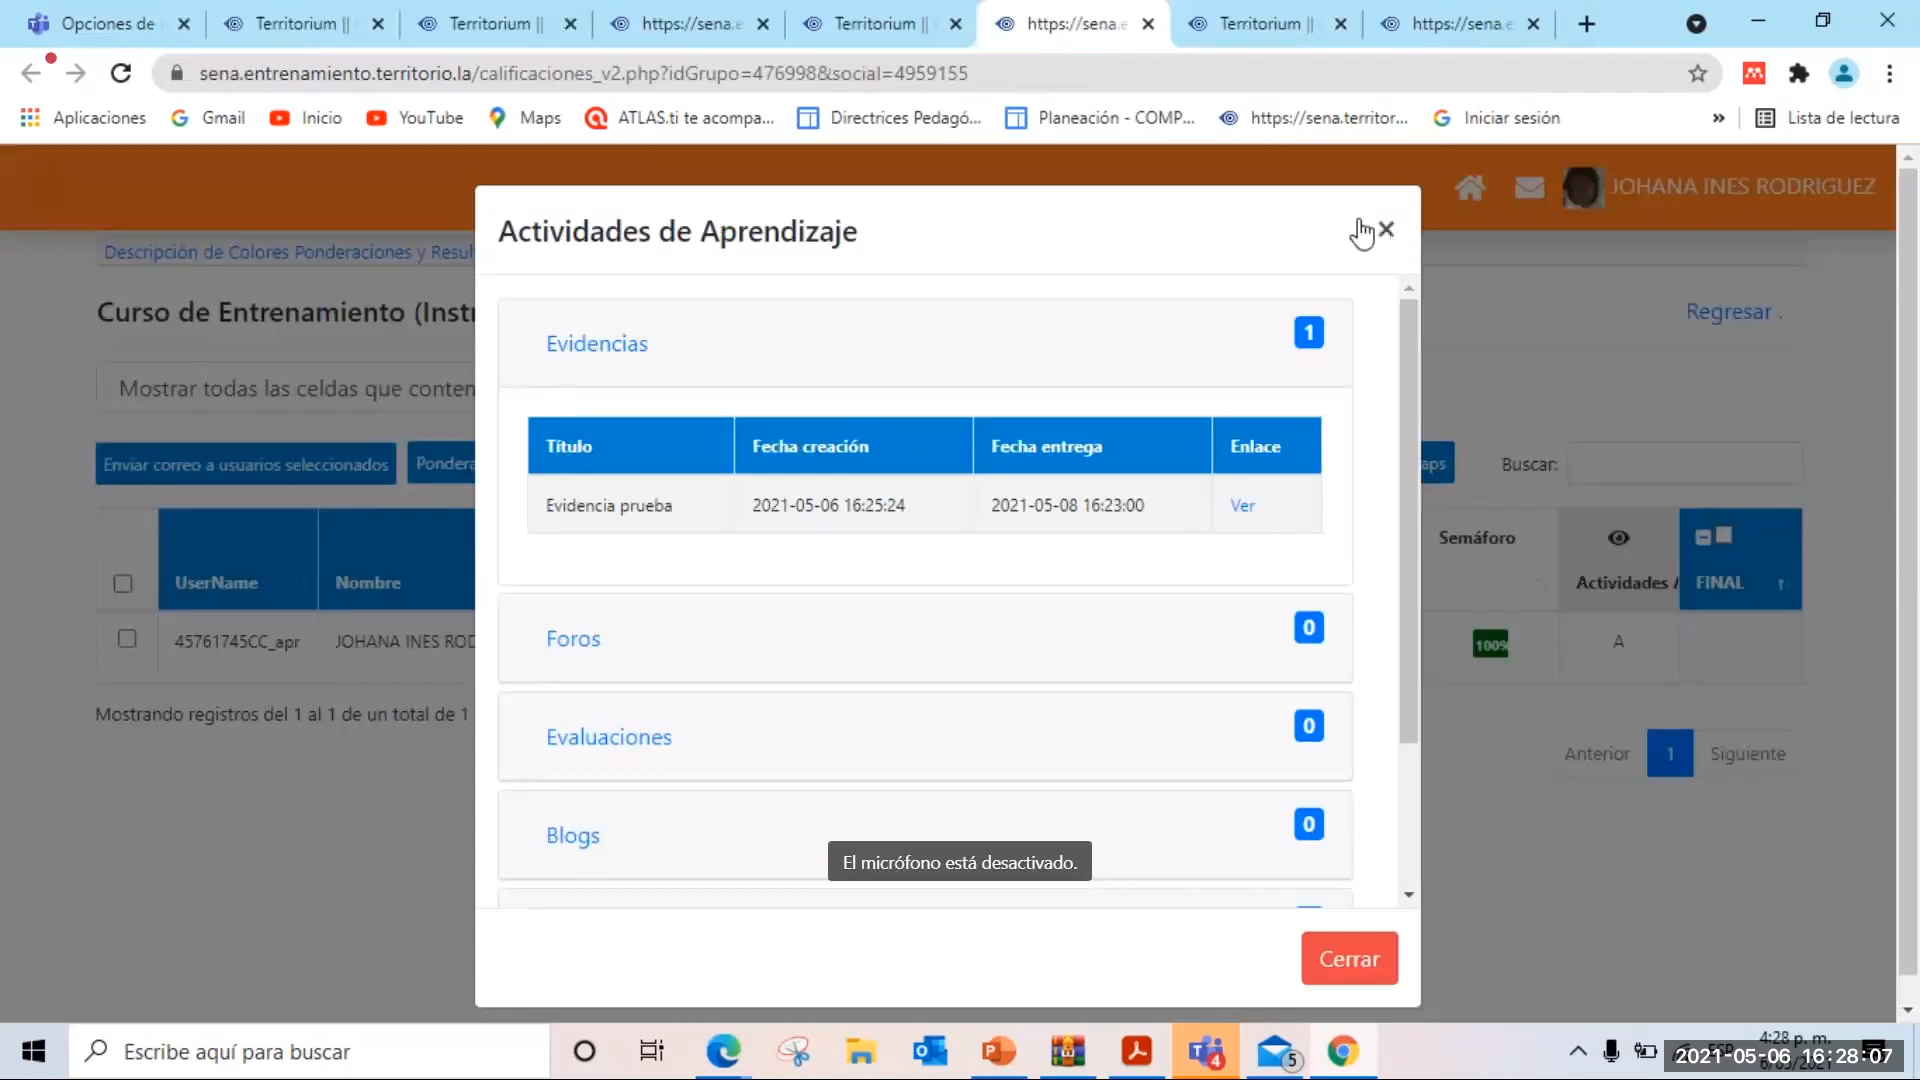 Opciones de
Territorium ||
Territorium ||
https://sena.e
Territorium ||
https://sena.e
Territorium ||
https://sena.e
sena.entrenamiento.territorio.la/calificaciones_v2.php?idGrupo=476998&social=4959155
Aplicaciones
Gmail
Inicio
YouTube
Maps
ATLAS.ti te acompa...
Directrices Pedagó...
Planeación - COMP...
https://sena.territor...
Iniciar sesión
»
Lista de lectura
JOHANA INES RODRIGUEZ
Actividades de Aprendizaje
Descripción de Colores Ponderaciones y Resul
Curso de Entrenamiento (Inst
Regresar .
Evidencias
1
Mostrar todas las celdas que conten
Título
Fecha creación
Fecha entrega
Enlace
Enviar correo a usuarios seleccionados
Pondera
aps
Buscar:
Evidencia prueba
2021-05-06 16:25:24
2021-05-08 16:23:00
Ver
UserName
Nombre
Semáforo
Actividades
FINAL
45761745CC_apr
JOHANA INES ROD
100%
A
Foros
0
Mostrando registros del 1 al 1 de un total de 1
Evaluaciones
0
Anterior
1
Siguiente
Blogs
0
El micrófono está desactivado.
Cerrar
Escribe aquí para buscar
4
5
4:28 p. m.
2021-05-06 16:28:07